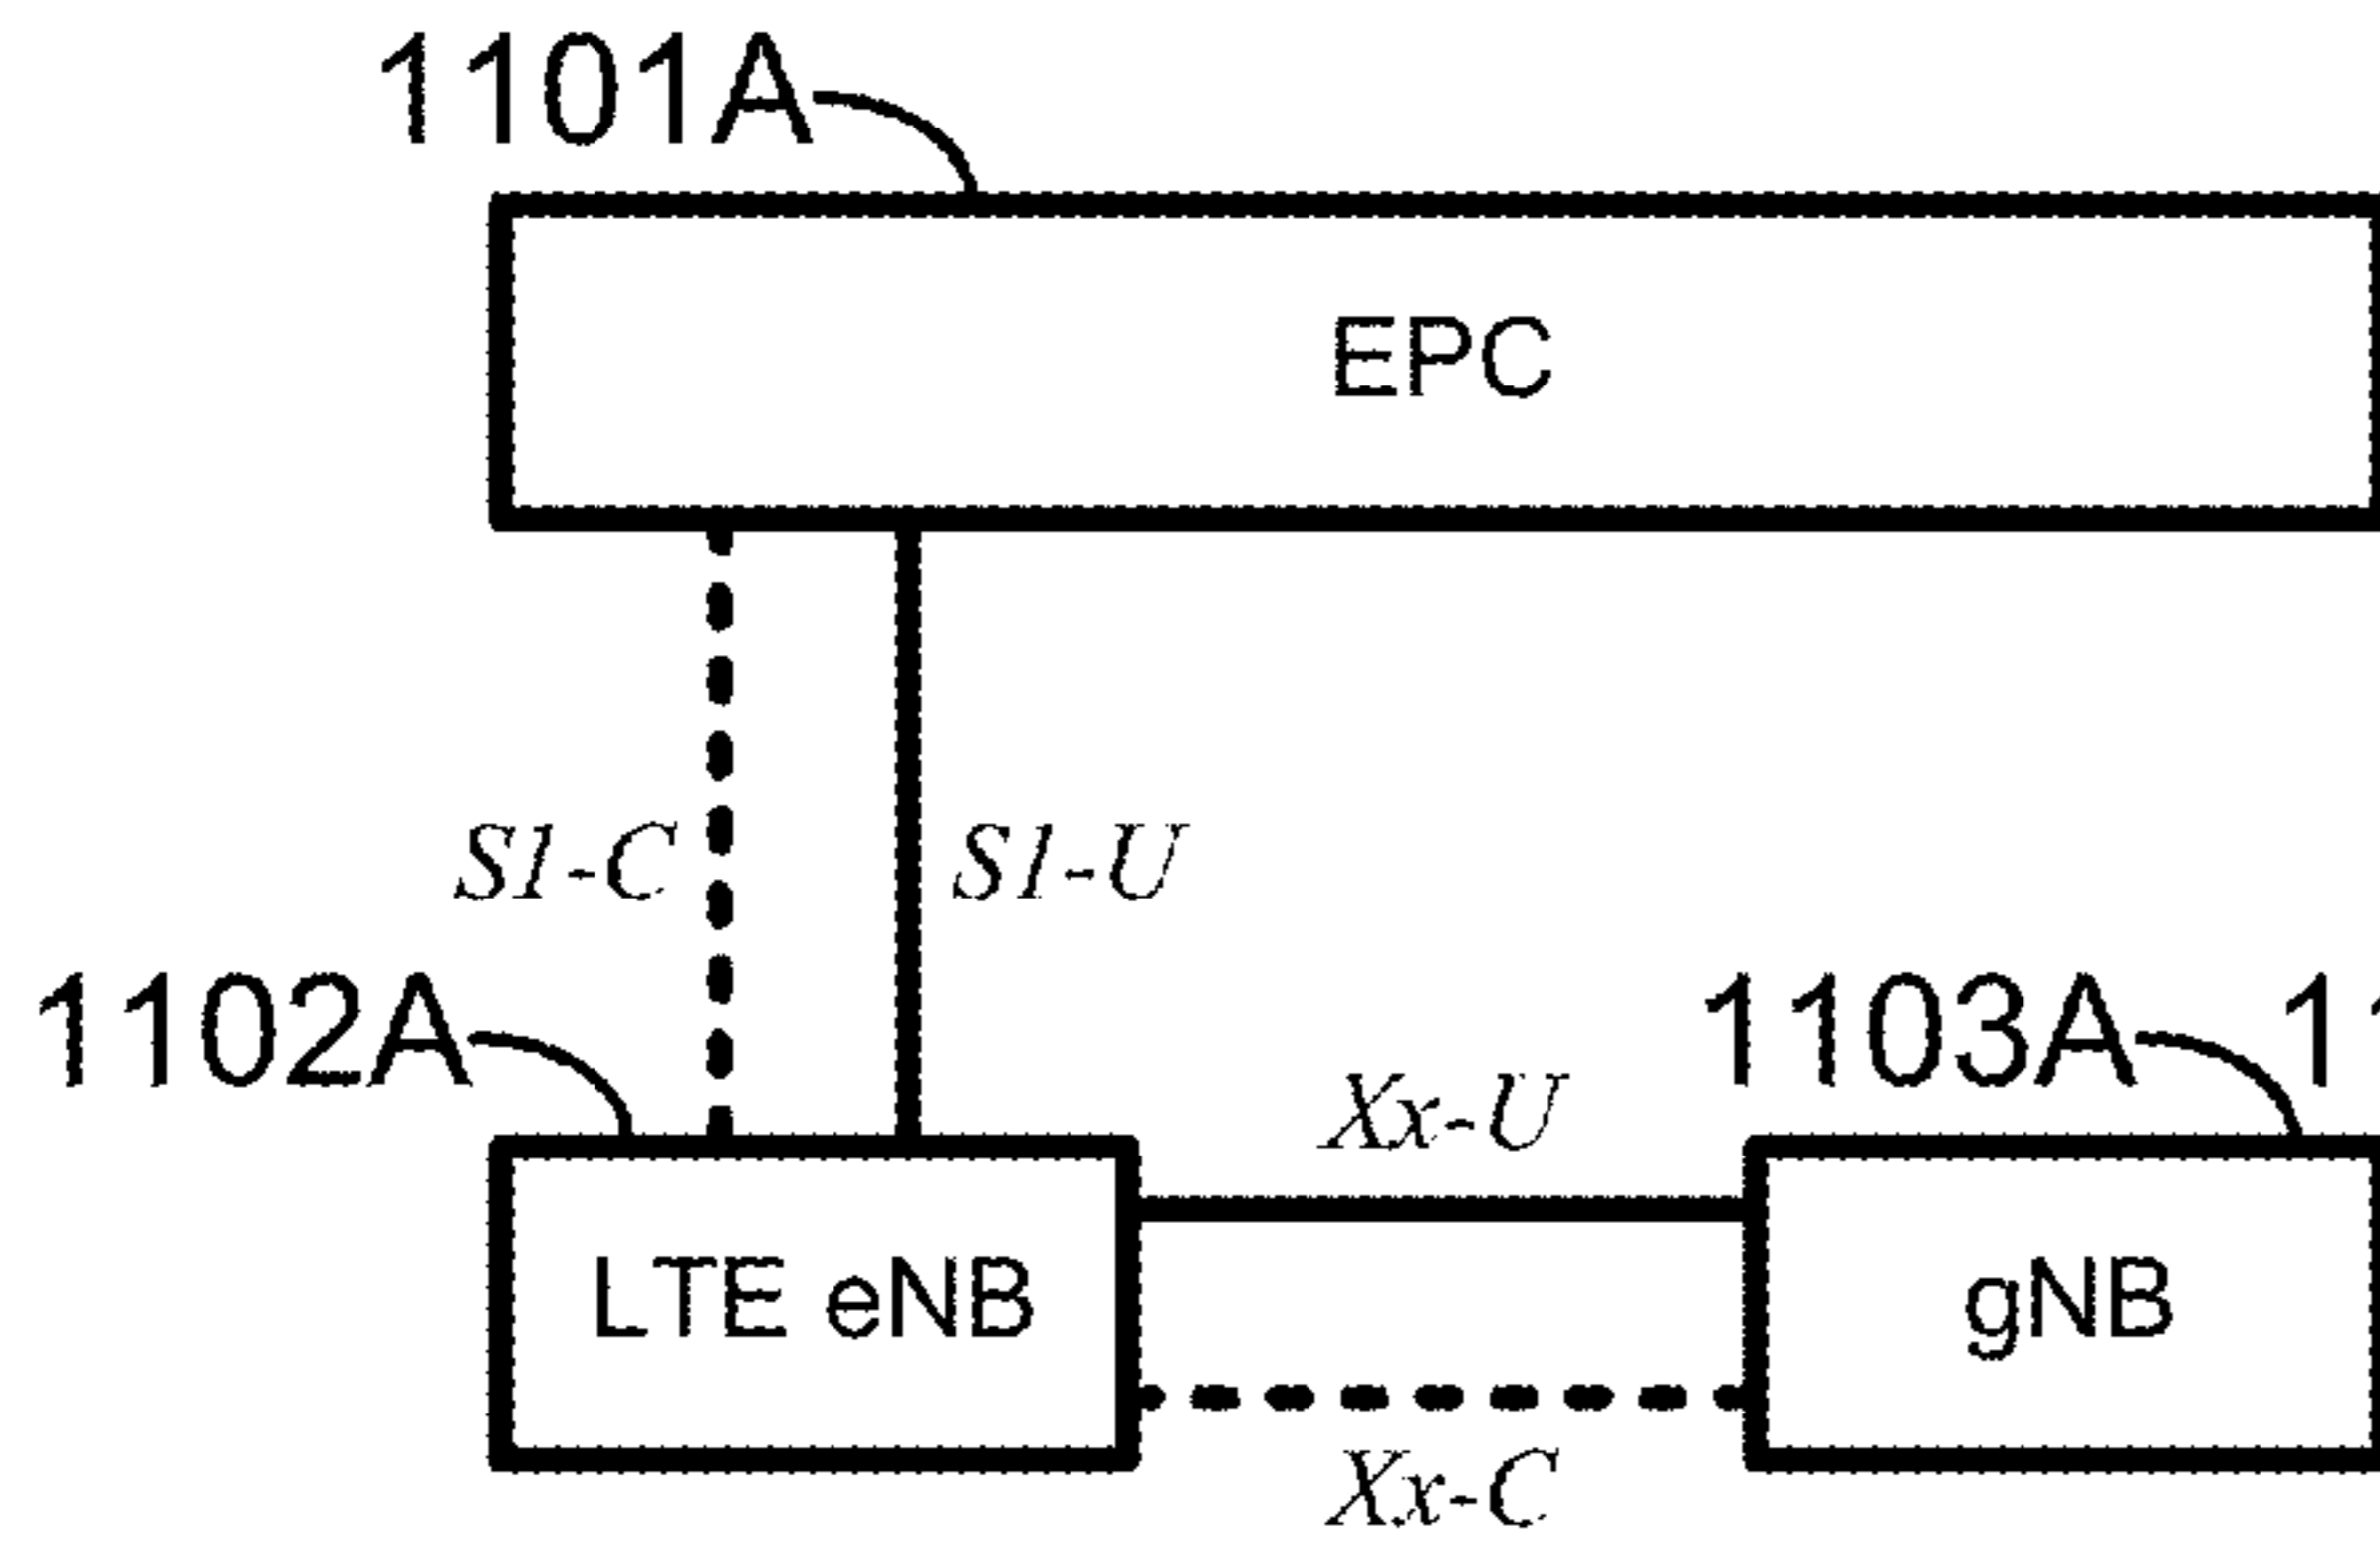 1101A
EPC
S1-C S1-U
1102A 1103A
Xx-U
LTE eNB gNB
Xx-C